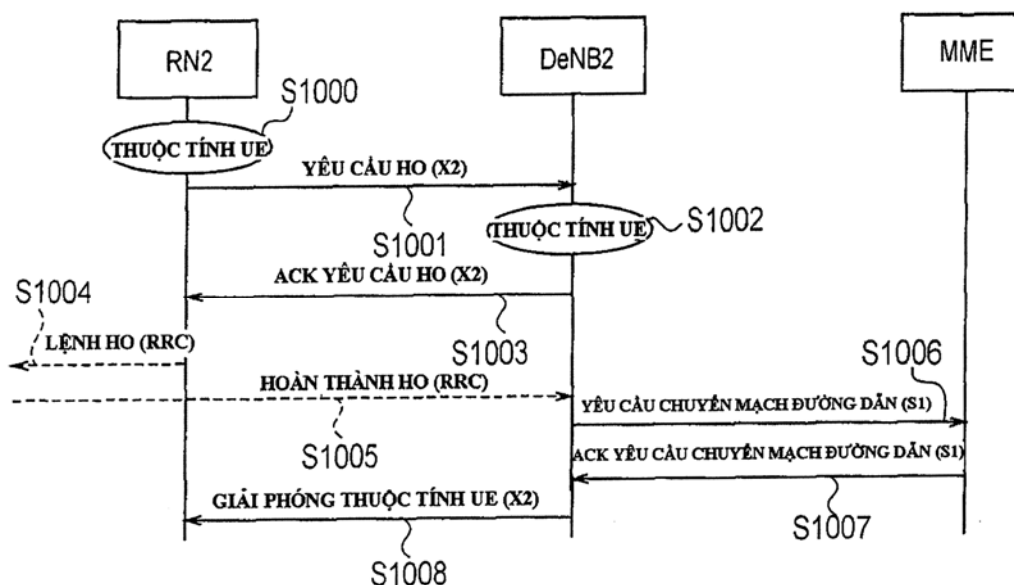 RN2
DeNB2
MME
S1000
THUỘC TÍNH UE
YÊU CẦU HO (X2)
S1001
THUỘC TÍNH UE
S1002
ACK YÊU CẦU HO (X2)
S1003
S1004
LỆNH HO (RRC)
HOÀN THÀNH HO (RRC)
S1005
S1006
YÊU CẦU CHUYỂN MẠCH ĐƯỜNG DẪN (S1)
ACK YÊU CẦU CHUYỂN MẠCH ĐƯỜNG DẪN (S1)
S1007
GIẢI PHÓNG THUỘC TÍNH UE (X2)
S1008